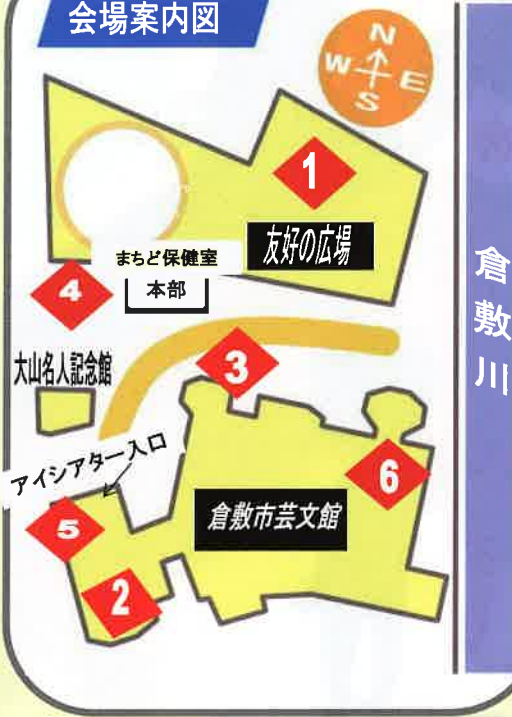 会場案内図
N
W E
S
1
友好の広場
まちど保健室
本部
4
大山名人記念館
3
アイシアター入口
5
2
6
倉敷市芸文館
倉敷川